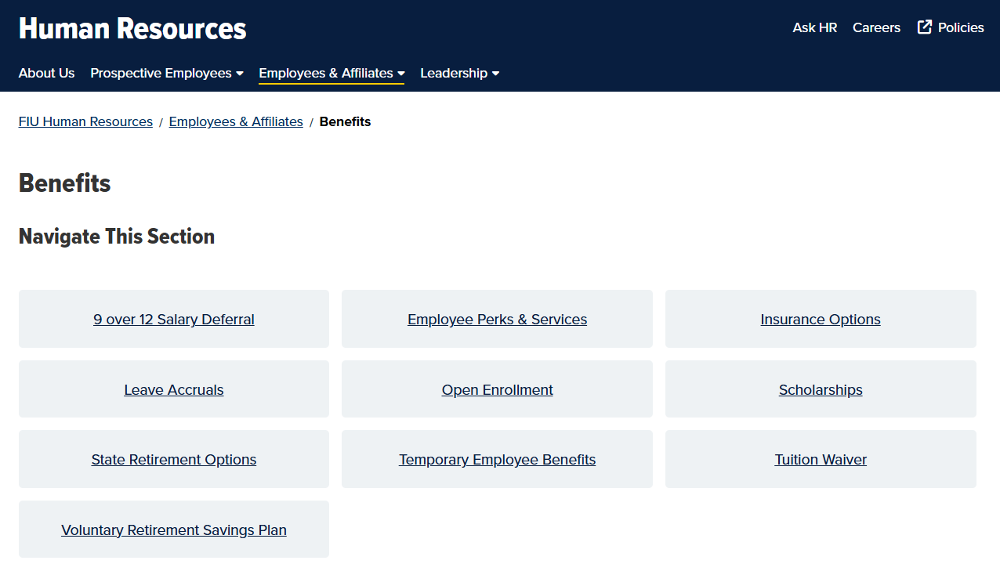 Human Resources
Ask HR Careers Policies
About Us Prospective Employees Employees & Affiliates Leadership
FIU Human Resources / Employees & Affiliates / Benefits
Benefits
Navigate This Section
9 over 12 Salary Deferral
Employee Perks & Services
Insurance Options
Leave Accruals
Open Enrollment
Scholarships
State Retirement Options
Temporary Employee Benefits
Tuition Waiver
Voluntary Retirement Savings Plan